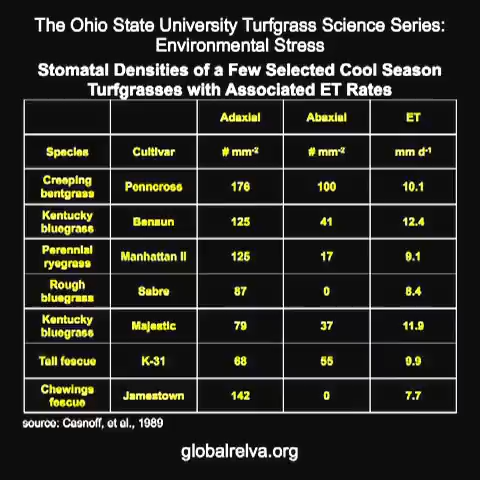 The Ohio State University Turfgrass Science Series:
Environmental Stress
Stomatal Densities of a Few Selected Cool Season
Turfgrasses with Associated ET Rates
Adaxial Abaxial ET
Species Cultivar # mm-2 # mm-2 mm d-1
Creeping bentgrass Penncross 176 100 10.1
Kentucky bluegrass Bensun 125 41 12.4
Perennial ryegrass Manhattan II 125 17 9.1
Rough bluegrass Sabre 87 0 8.4
Kentucky bluegrass Majestic 79 37 11.9
Tall fescue K-31 68 55 9.9
Chewings fescue Jamestown 142 0 7.7
source: Casnoff, et al., 1989
globalrelva.org